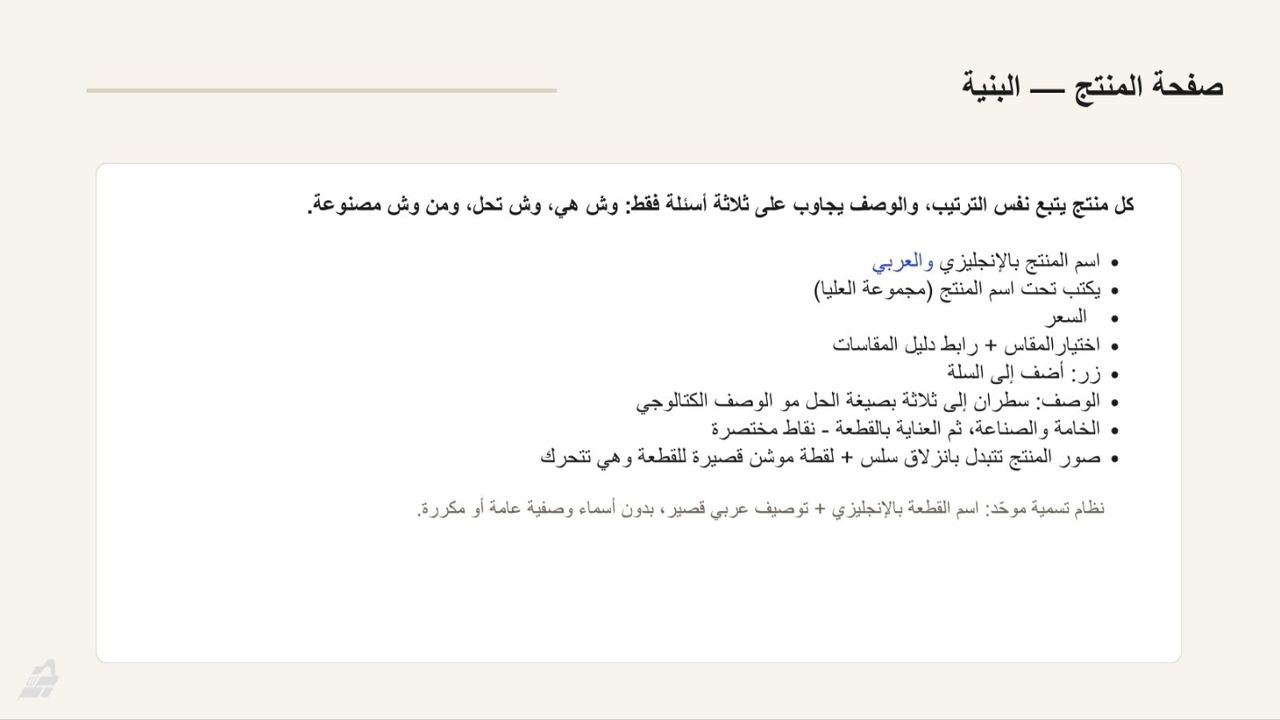 صفحة المنتج — البنية
كل منتج يتبع نفس الترتيب، والوصف يجاوب على ثلاثة أسئلة فقط: وش هي، وش تحل، ومن وش مصنوعة.
• اسم المنتج بالإنجليزي والعربي
• يكتب تحت اسم المنتج (مجموعة العليا)
• السعر
• اختيارالمقاس + رابط دليل المقاسات
• زر: أضف إلى السلة
• الوصف: سطران إلى ثلاثة بصيغة الحل مو الوصف الكتالوجي
• الخامة والصناعة، ثم العناية بالقطعة - نقاط مختصرة
• صور المنتج تتبدل بانزلاق سلس + لقطة موشن قصيرة للقطعة وهي تتحرك
نظام تسمية موحّد: اسم القطعة بالإنجليزي + توصيف عربي قصير، بدون أسماء وصفية عامة أو مكررة.